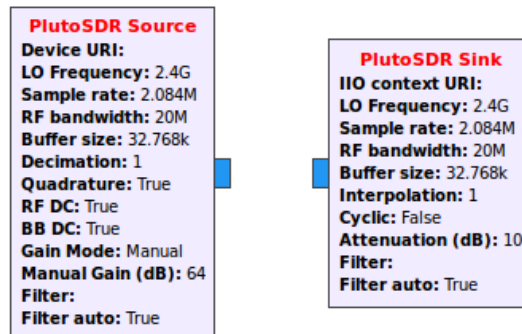 PlutoSDR Source
Device URI:
LO Frequency: 2.4G
Sample rate: 2.084M
RF bandwidth: 20M
Buffer size: 32.768k
Decimation: 1
Quadrature: True
RF DC: True
BB DC: True
Gain Mode: Manual
Manual Gain (dB): 64
Filter:
Filter auto: True
PlutoSDR Sink
IIO context URI:
LO Frequency: 2.4G
Sample rate: 2.084M
RF bandwidth: 20M
Buffer size: 32.768k
Interpolation: 1
Cyclic: False
Attenuation (dB): 10
Filter:
Filter auto: True